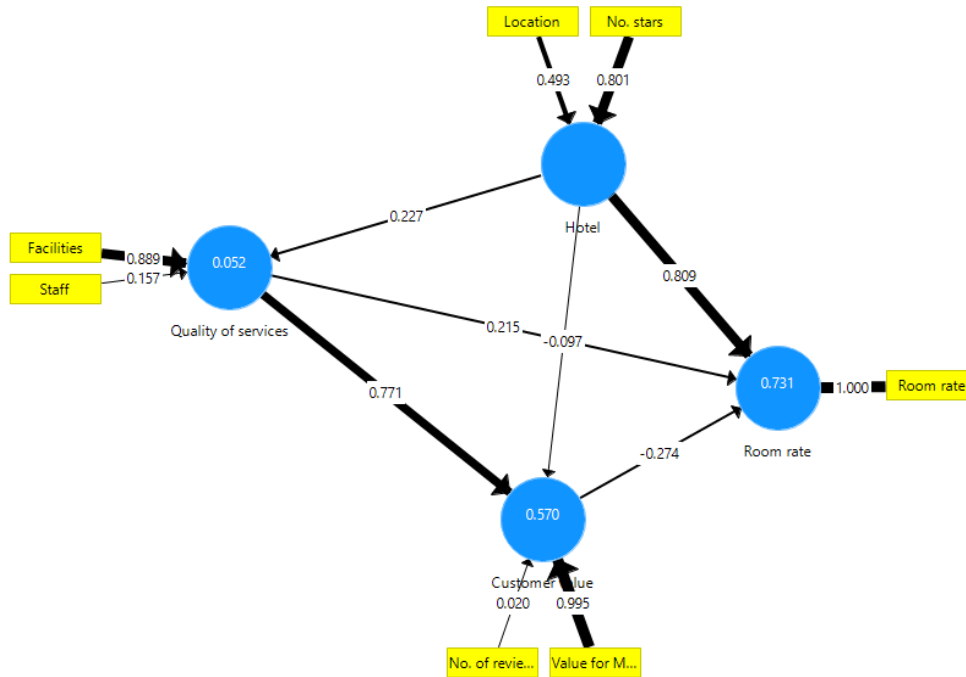 Location
No. stars
0.493
0.801
Hotel
0.227
Facilities
0.889
0.052
Staff
0.157
Quality of services
0.809
0.215
-0.097
0.771
0.731
1.000
Room rate
Room rate
-0.274
0.570
Customer value
0.020
0.995
No. of revie...
Value for M...